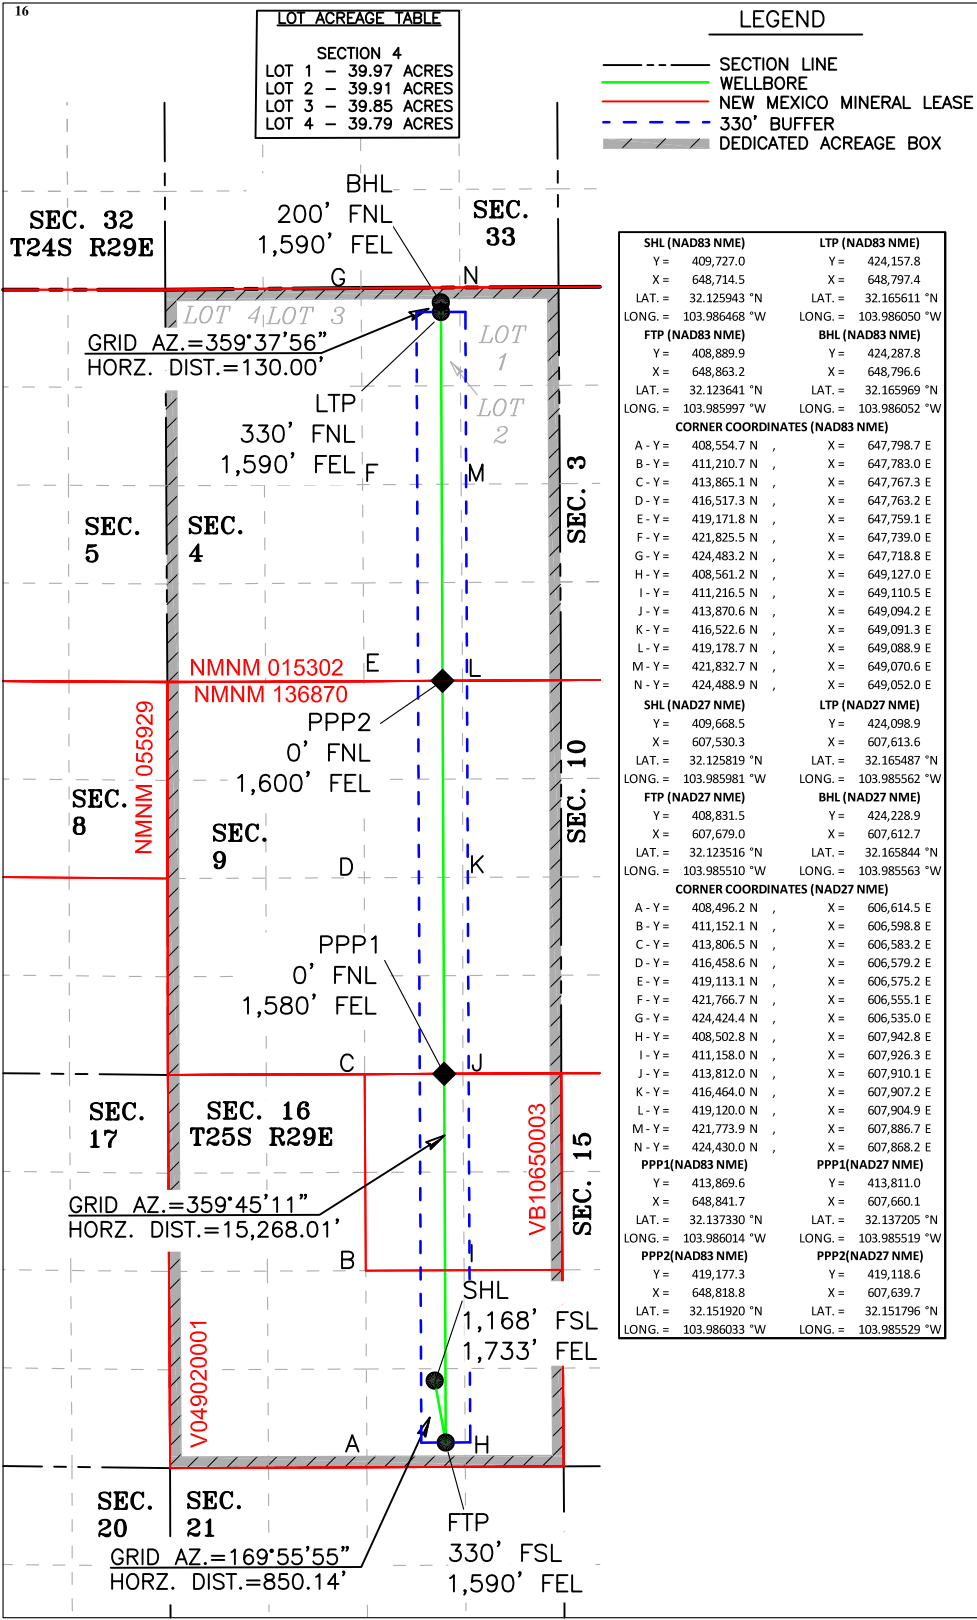 16
LOT ACREAGE TABLE
SECTION 4
LOT 1 - 39.97 ACRES
LOT 2 - 39.91 ACRES
LOT 3 - 39.85 ACRES
LOT 4 - 39.79 ACRES
LEGEND
SECTION LINE
WELLBORE
NEW MEXICO MINERAL LEASE
330' BUFFER
DEDICATED ACREAGE BOX
SEC. 32
T24S R29E
BHL
200' FNL
1,590' FEL
SEC.
33
G
N
LOT 4
LOT 3
LOT
1
LOT
2
GRID AZ.=359°37'56"
HORZ. DIST.=130.00'
LTP
330' FNL
1,590' FEL
F
M
SEC. 3
SEC.
5
SEC.
4
NMNM 015302
NMNM 136870
E
L
NMNM 055929
PPP2
0' FNL
1,600' FEL
SEC.
8
SEC.
9
SEC. 10
D
K
PPP1
0' FNL
1,580' FEL
C
J
SEC.
17
SEC. 16
T25S R29E
VB10650003
SEC. 15
GRID AZ.=359°45'11"
HORZ. DIST.=15,268.01'
B
I
SHL
1,168' FSL
1,733' FEL
V049020001
A
H
SEC.
20
SEC.
21
FTP
330' FSL
1,590' FEL
GRID AZ.=169°55'55"
HORZ. DIST.=850.14'
SHL (NAD83 NME) LTP (NAD83 NME)
Y = 409,727.0 Y = 424,157.8
X = 648,714.5 X = 648,797.4
LAT. = 32.125943 °N LAT. = 32.165611 °N
LONG. = 103.986468 °W LONG. = 103.986050 °W
FTP (NAD83 NME) BHL (NAD83 NME)
Y = 408,889.9 Y = 424,287.8
X = 648,863.2 X = 648,796.6
LAT. = 32.123641 °N LAT. = 32.165969 °N
LONG. = 103.985997 °W LONG. = 103.986052 °W
CORNER COORDINATES (NAD83 NME)
A - Y = 408,554.7 N , X = 647,798.7 E
B - Y = 411,210.7 N , X = 647,783.0 E
C - Y = 413,865.1 N , X = 647,767.3 E
D - Y = 416,517.3 N , X = 647,763.2 E
E - Y = 419,171.8 N , X = 647,759.1 E
F - Y = 421,825.5 N , X = 647,739.0 E
G - Y = 424,483.2 N , X = 647,718.8 E
H - Y = 408,561.2 N , X = 649,127.0 E
I - Y = 411,216.5 N , X = 649,110.5 E
J - Y = 413,870.6 N , X = 649,094.2 E
K - Y = 416,522.6 N , X = 649,091.3 E
L - Y = 419,178.7 N , X = 649,088.9 E
M - Y = 421,832.7 N , X = 649,070.6 E
N - Y = 424,488.9 N , X = 649,052.0 E
SHL (NAD27 NME) LTP (NAD27 NME)
Y = 409,668.5 Y = 424,098.9
X = 607,530.3 X = 607,613.6
LAT. = 32.125819 °N LAT. = 32.165487 °N
LONG. = 103.985981 °W LONG. = 103.985562 °W
FTP (NAD27 NME) BHL (NAD27 NME)
Y = 408,831.5 Y = 424,228.9
X = 607,679.0 X = 607,612.7
LAT. = 32.123516 °N LAT. = 32.165844 °N
LONG. = 103.985510 °W LONG. = 103.985563 °W
CORNER COORDINATES (NAD27 NME)
A - Y = 408,496.2 N , X = 606,614.5 E
B - Y = 411,152.1 N , X = 606,598.8 E
C - Y = 413,806.5 N , X = 606,583.2 E
D - Y = 416,458.6 N , X = 606,579.2 E
E - Y = 419,113.1 N , X = 606,575.2 E
F - Y = 421,766.7 N , X = 606,555.1 E
G - Y = 424,424.4 N , X = 606,535.0 E
H - Y = 408,502.8 N , X = 607,942.8 E
I - Y = 411,158.0 N , X = 607,926.3 E
J - Y = 413,812.0 N , X = 607,910.1 E
K - Y = 416,464.0 N , X = 607,907.2 E
L - Y = 419,120.0 N , X = 607,904.9 E
M - Y = 421,773.9 N , X = 607,886.7 E
N - Y = 424,430.0 N , X = 607,868.2 E
PPP1(NAD83 NME) PPP1(NAD27 NME)
Y = 413,869.6 Y = 413,811.0
X = 648,841.7 X = 607,660.1
LAT. = 32.137330 °N LAT. = 32.137205 °N
LONG. = 103.986014 °W LONG. = 103.985519 °W
PPP2(NAD83 NME) PPP2(NAD27 NME)
Y = 419,177.3 Y = 419,118.6
X = 648,818.8 X = 607,639.7
LAT. = 32.151920 °N LAT. = 32.151796 °N
LONG. = 103.986033 °W LONG. = 103.985529 °W